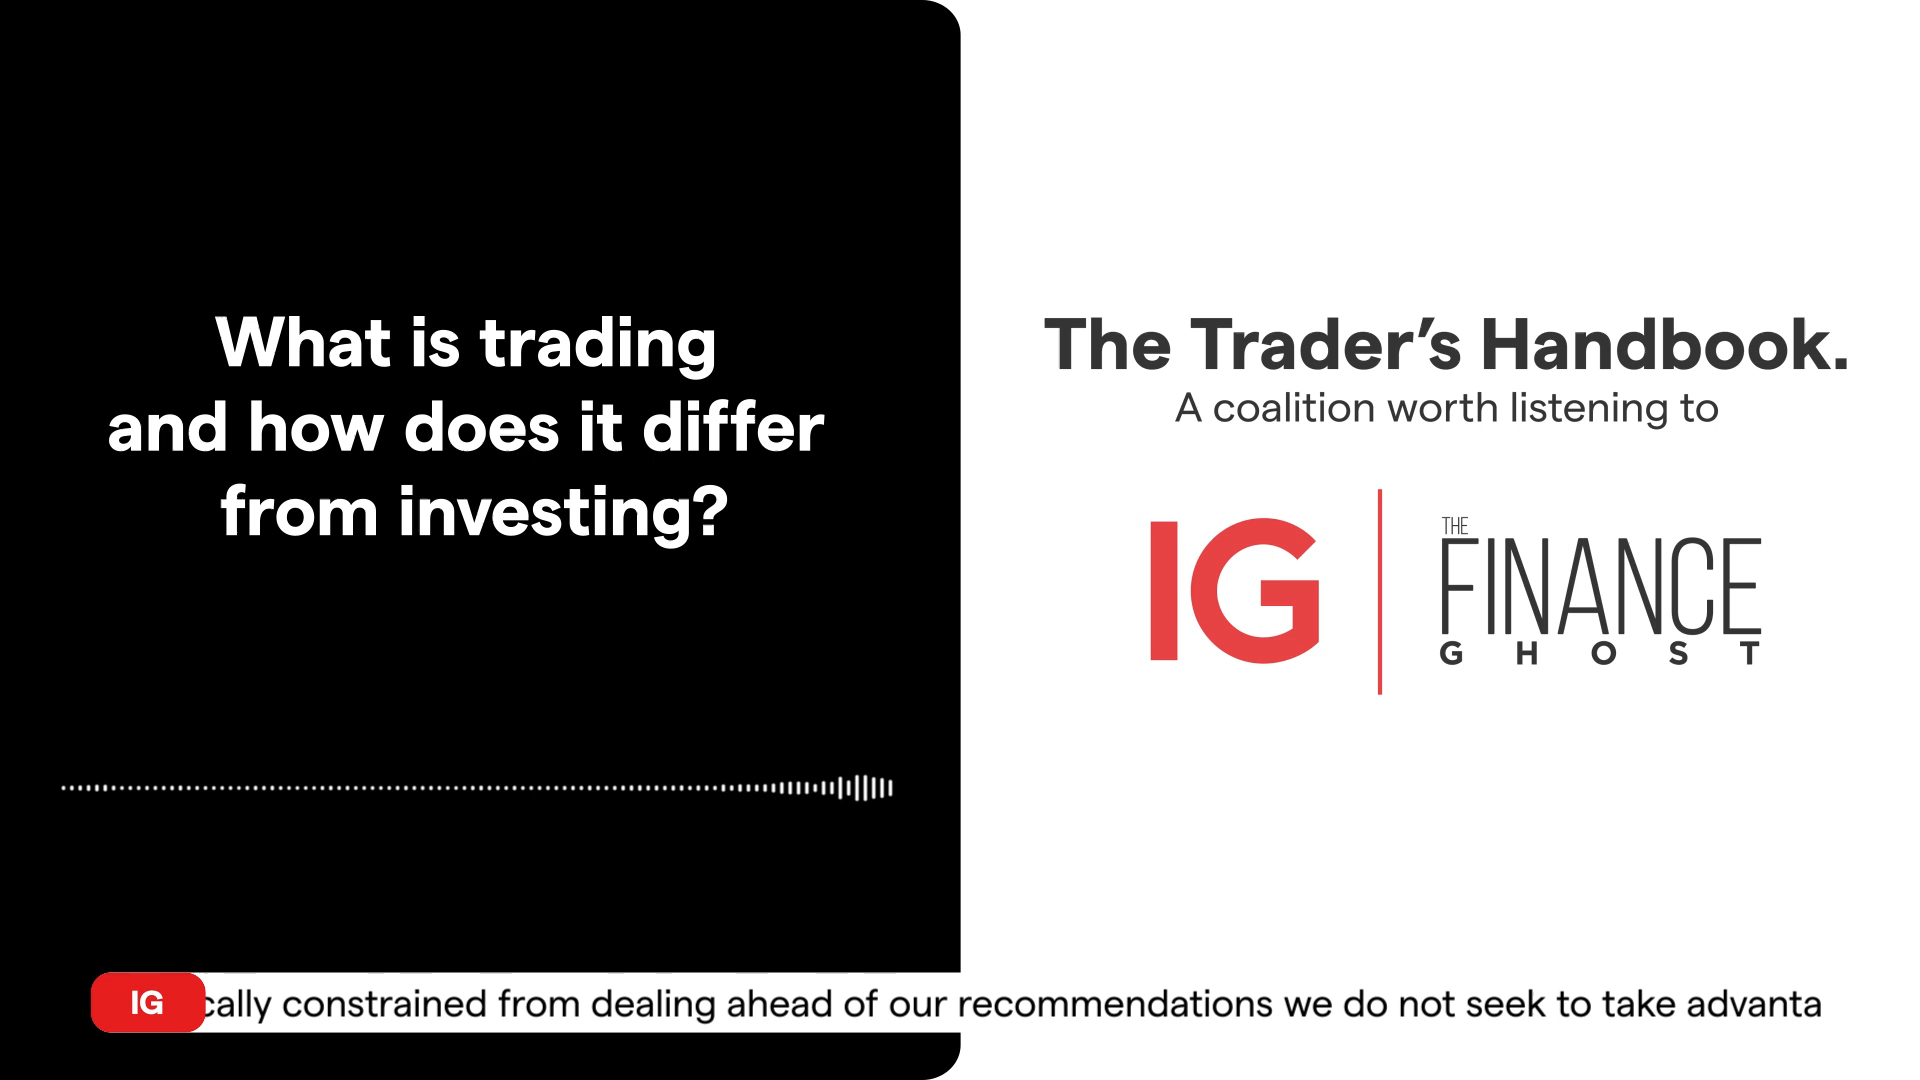 What is trading
and how does it differ
from investing?
The Trader's Handbook.
A coalition worth listening to
IG
THE
FINANCE
GHOST
IG
cally constrained from dealing ahead of our recommendations we do not seek to take advanta